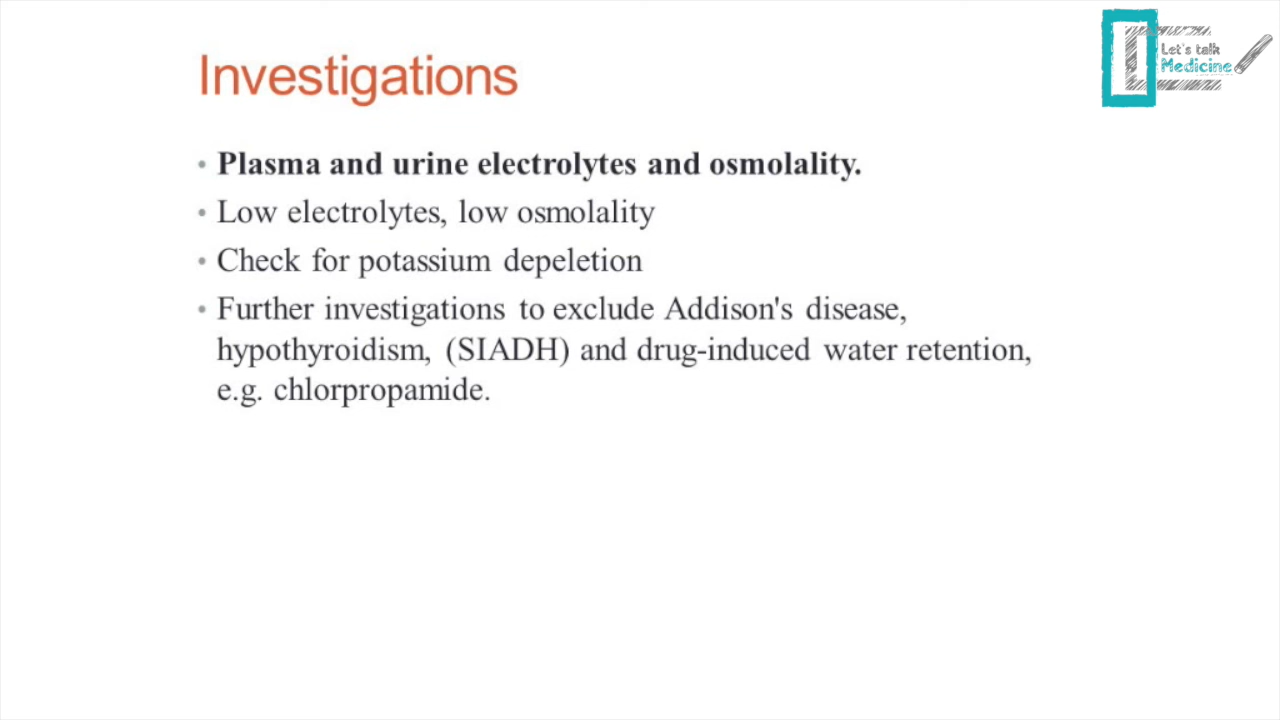 Let's talk
Medicine
Investigations
• Plasma and urine electrolytes and osmolality.
• Low electrolytes, low osmolality
• Check for potassium depeletion
• Further investigations to exclude Addison's disease,
hypothyroidism, (SIADH) and drug-induced water retention,
e.g. chlorpropamide.